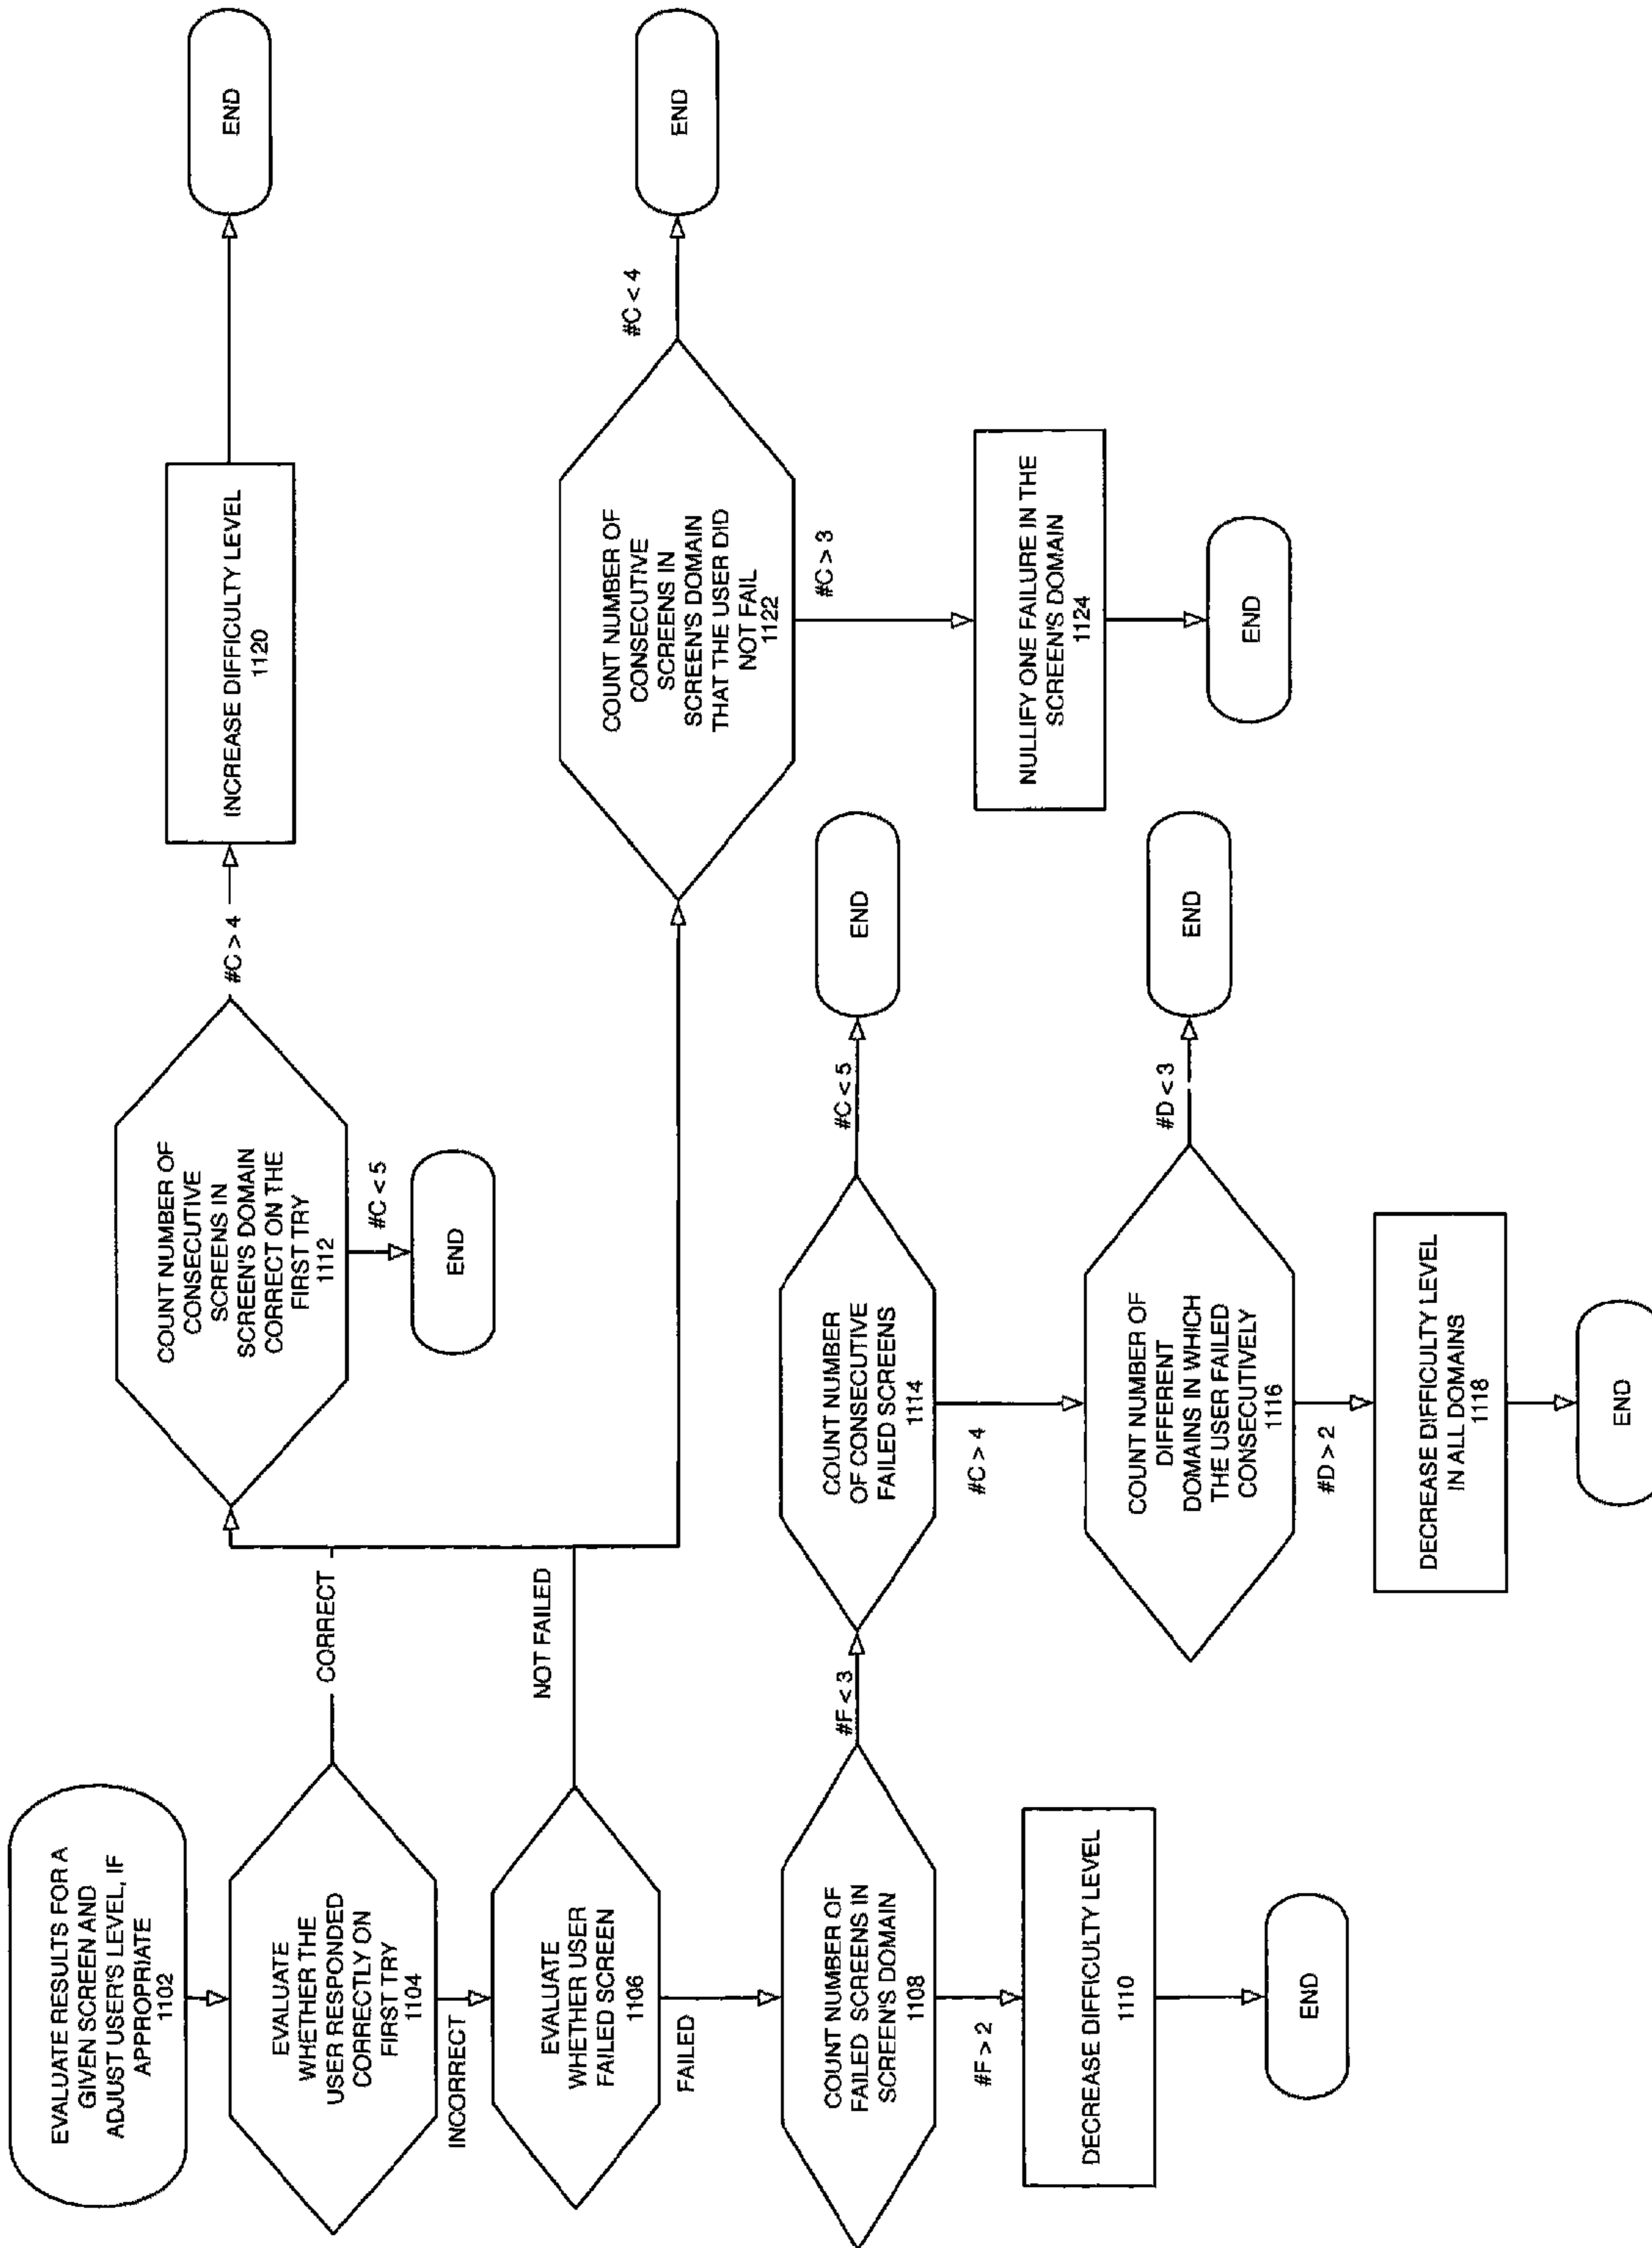 EVALUATE RESULTS FOR A
GIVEN SCREEN AND
ADJUST USER'S LEVEL, IF
APPROPRIATE
1102
EVALUATE
WHETHER THE
USER RESPONDED
CORRECTLY ON
FIRST TRY
1104
CORRECT
INCORRECT
EVALUATE
WHETHER USER
FAILED SCREEN
1106
NOT FAILED
FAILED
COUNT NUMBER OF
FAILED SCREENS IN
SCREEN'S DOMAIN
1108
#F < 3
#F > 2
DECREASE DIFFICULTY LEVEL
1110
END
COUNT NUMBER OF
CONSECUTIVE
SCREENS IN
SCREEN'S DOMAIN
CORRECT ON THE
FIRST TRY
1112
#C < 5
END
#C > 4
INCREASE DIFFICULTY LEVEL
1120
END
COUNT NUMBER OF
CONSECUTIVE
SCREENS IN
SCREEN'S DOMAIN
THAT THE USER DID
NOT FAIL
1122
#C < 4
END
#C > 3
NULLIFY ONE FAILURE IN THE
SCREEN'S DOMAIN
1124
END
COUNT NUMBER
OF CONSECUTIVE
FAILED SCREENS
1114
#C < 5
END
#C > 4
COUNT NUMBER OF
DIFFERENT
DOMAINS IN WHICH
THE USER FAILED
CONSECUTIVELY
1116
#D < 3
END
#D > 2
DECREASE DIFFICULTY LEVEL
IN ALL DOMAINS
1118
END